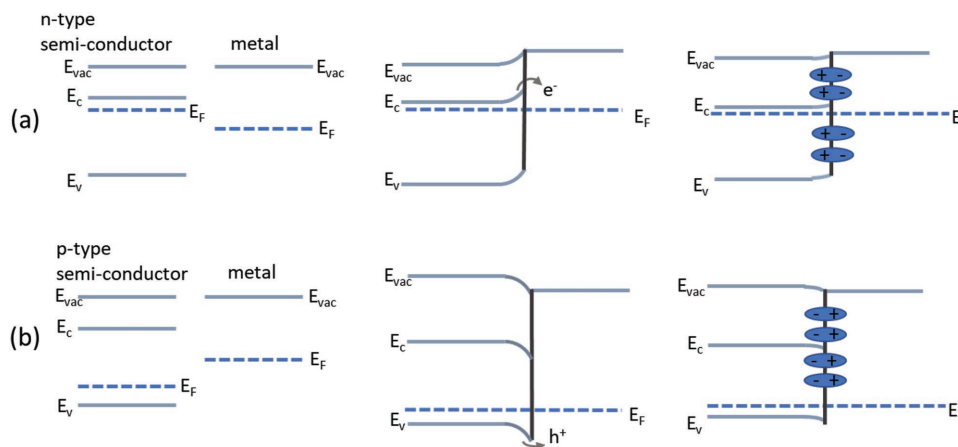 n-type
semi-conductor metal
E_vac E_vac E_vac E_vac
E_c E_F E_c e⁻ E_F E_c E
(a) E_F
E_v E_v E_v
+ - + - + - + -
p-type
semi-conductor metal
E_vac E_vac E_vac E_vac
E_c E_c E_c
(b) E_F
E_F E_F E
E_v E_v h⁺ E_v
- + - + - + - +